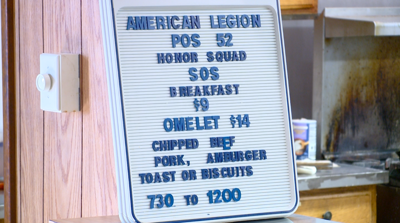 AMERICAN LEGION
POS 52
HONOR SQUAD
SOS
BREAKFAST
$9
OMELET $14
CHIPPED BEEF
PORK, AMBURGER
TOAST OR BISCUITS
730 TO 1200